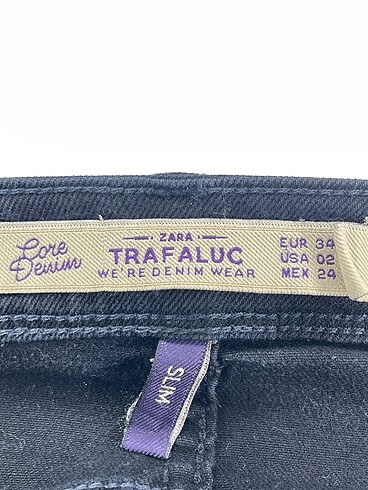 Core
Denim
ZARA
TRAFALUC
WE'RE DENIM WEAR
EUR 34
USA 02
MEX 24
SLIM